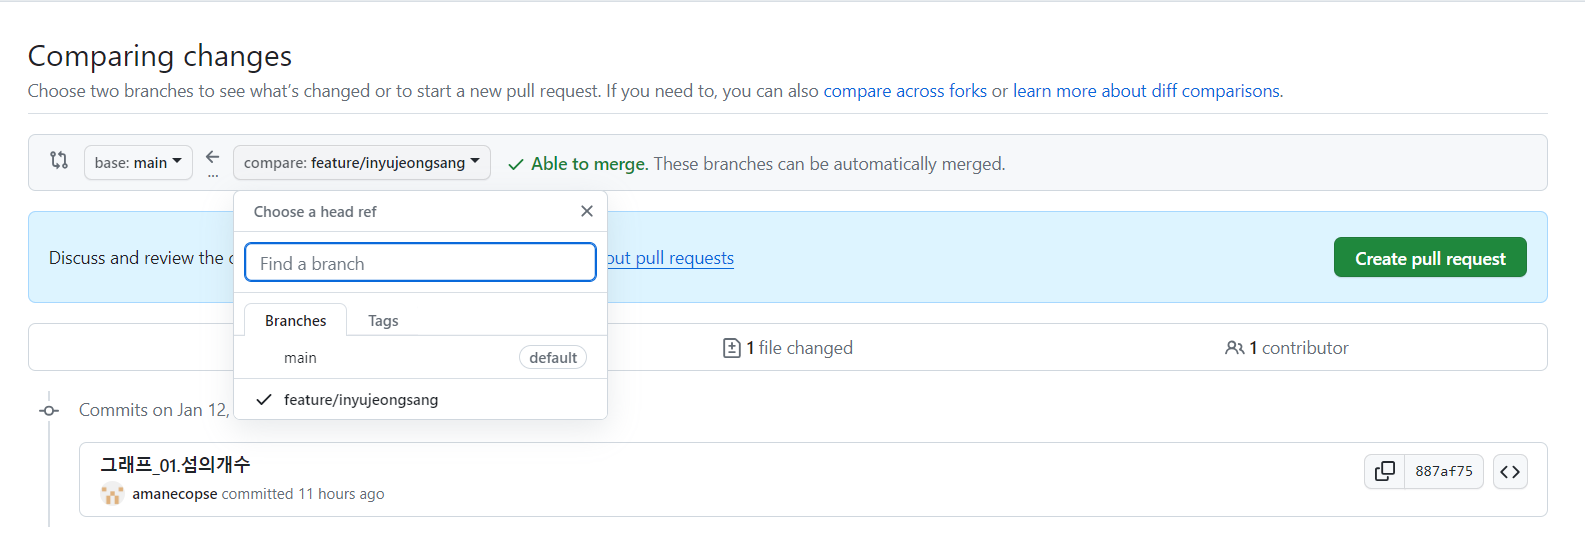 Comparing changes
Choose two branches to see what's changed or to start a new pull request. If you need to, you can also compare across forks or learn more about diff comparisons.
base: main
...
compare: feature/inyujeongsang
Able to merge. These branches can be automatically merged.
Choose a head ref
Find a branch
Branches
Tags
main
default
feature/inyujeongsang
Discuss and review the
out pull requests
Create pull request
1 file changed
1 contributor
Commits on Jan 12,
그래프_01.섬의개수
amanecopse committed 11 hours ago
887af75